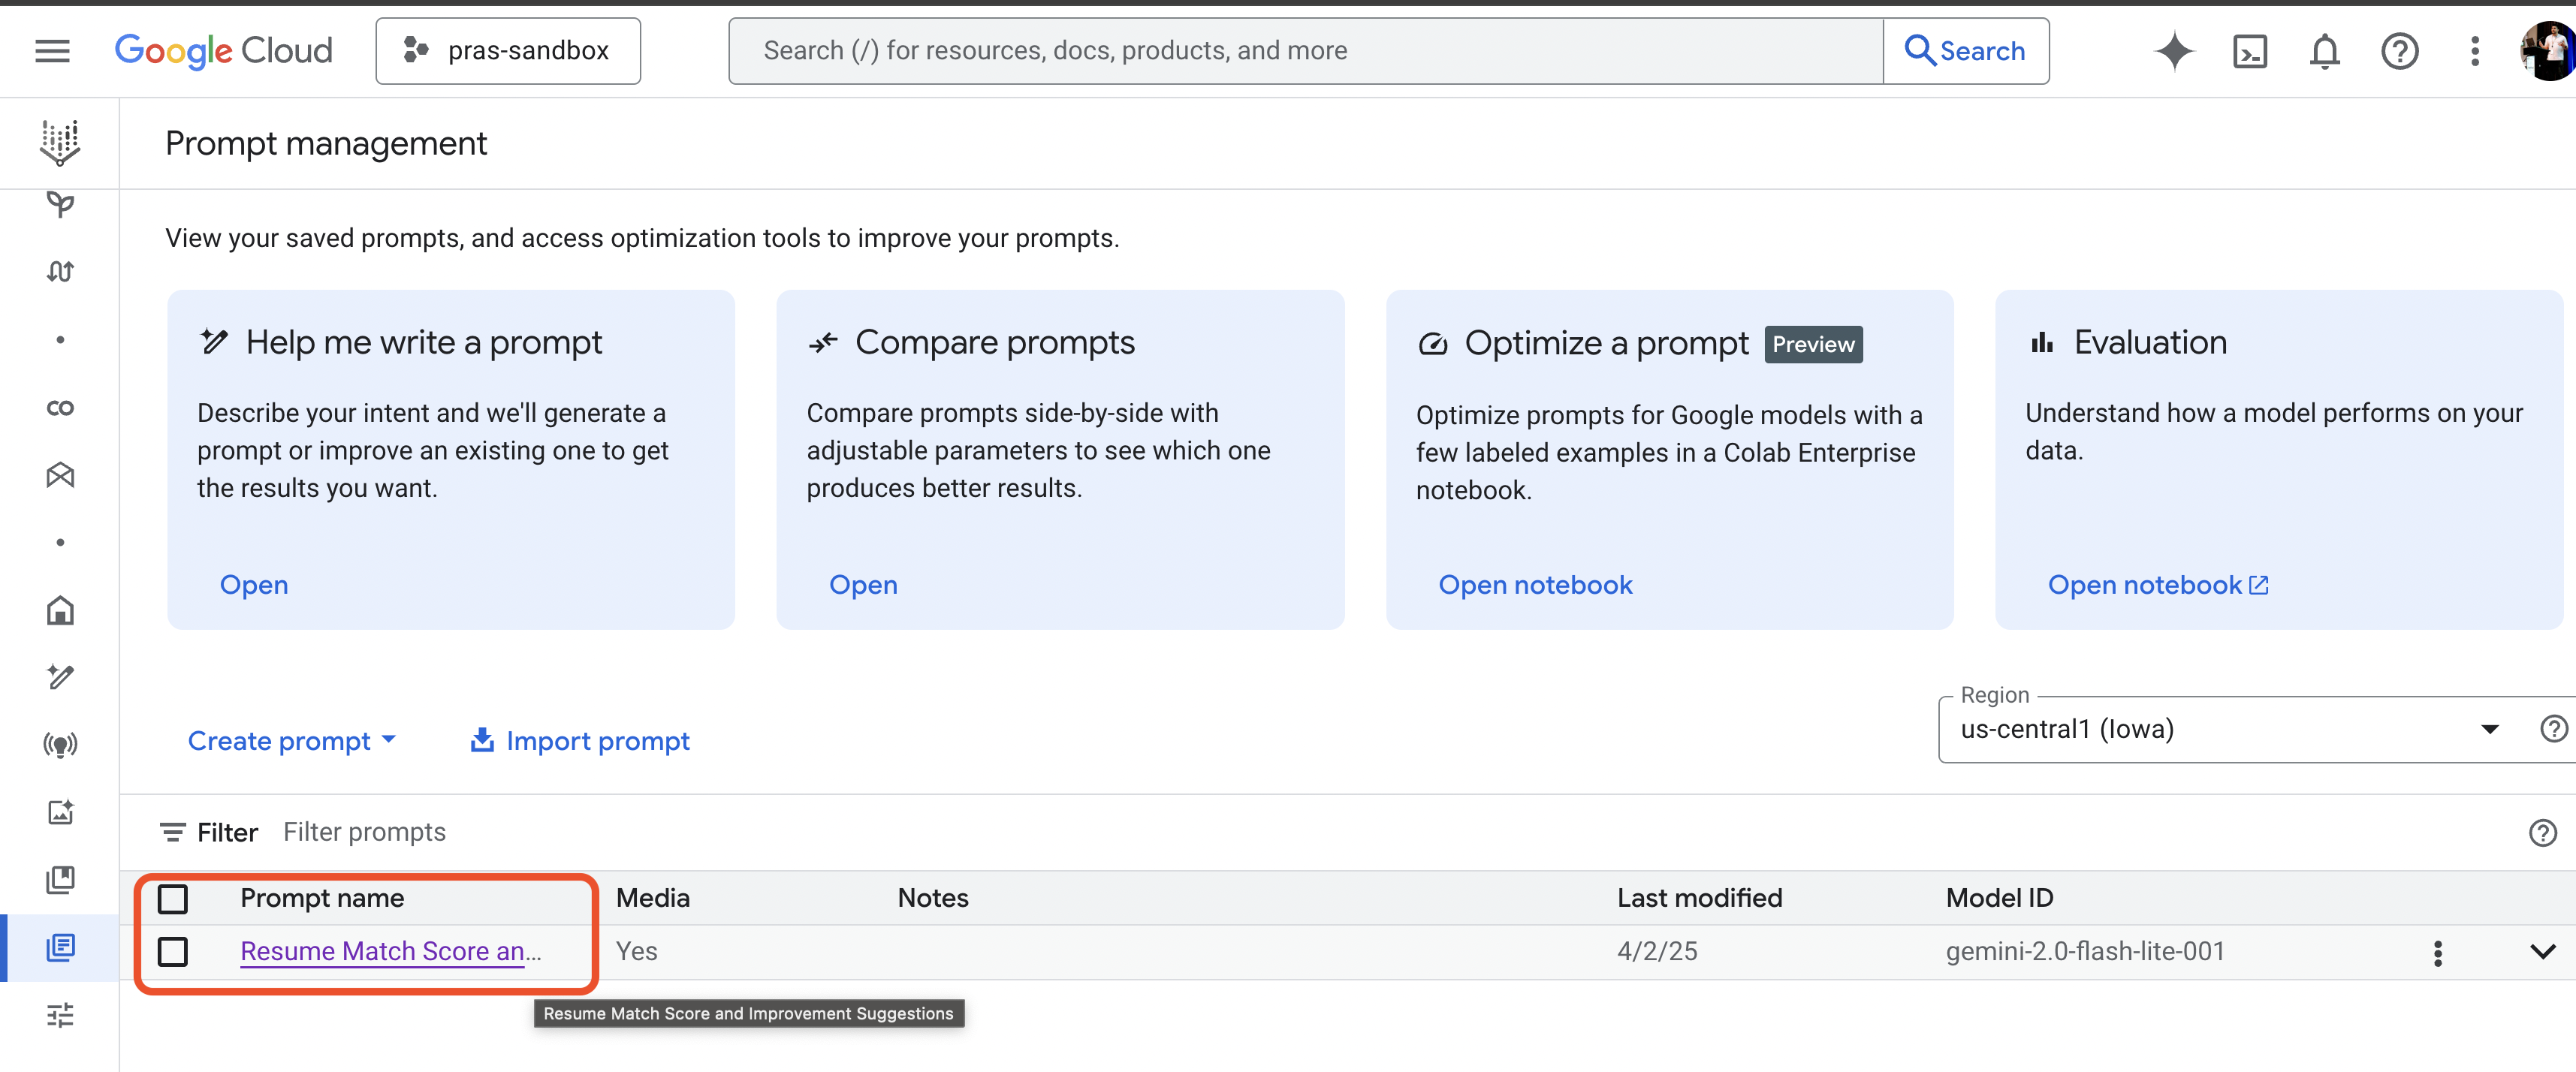 Google Cloud
pras-sandbox
Search (/) for resources, docs, products, and more
Search
Prompt management
View your saved prompts, and access optimization tools to improve your prompts.
Help me write a prompt
Describe your intent and we'll generate a
prompt or improve an existing one to get
the results you want.
Open
Compare prompts
Compare prompts side-by-side with
adjustable parameters to see which one
produces better results.
Open
Optimize a prompt Preview
Optimize prompts for Google models with a
few labeled examples in a Colab Enterprise
notebook.
Open notebook
Evaluation
Understand how a model performs on your
data.
Open notebook
Create prompt
Import prompt
Region
us-central1 (Iowa)
Filter Filter prompts
Prompt name Media Notes Last modified Model ID
Resume Match Score an... Yes 4/2/25 gemini-2.0-flash-lite-001
Resume Match Score and Improvement Suggestions